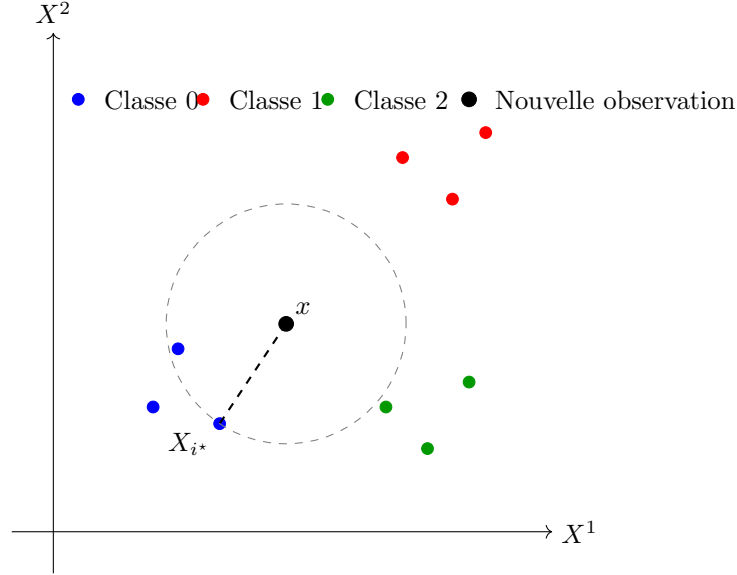 X²
Classe 0 Classe 1 Classe 2 Nouvelle observation
x
X_{i⋆}
X¹